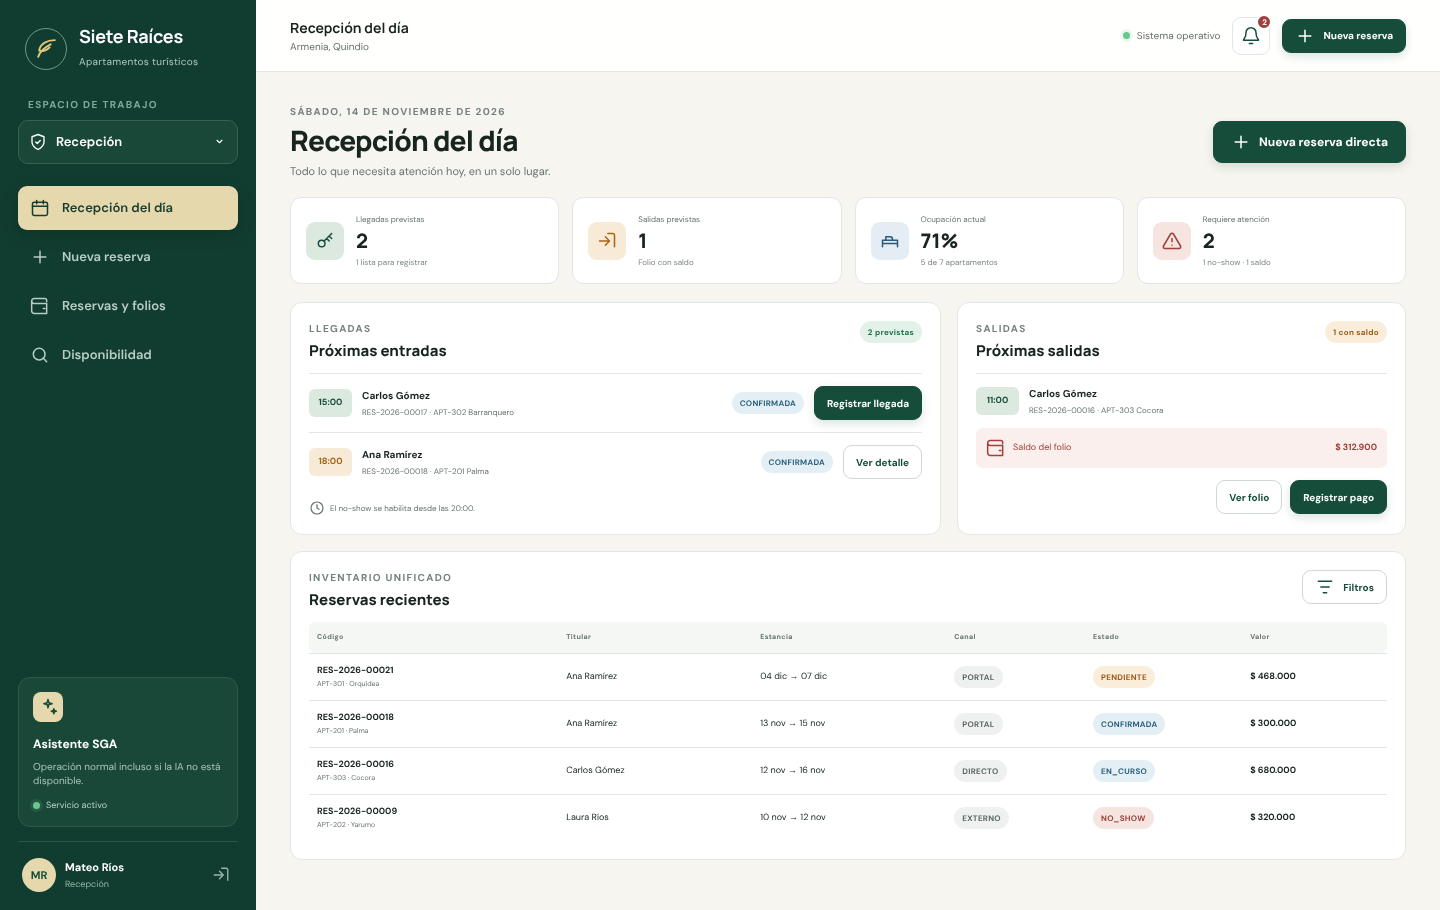 Siete Raíces
Apartamentos turísticos
ESPACIO DE TRABAJO
Recepción
Recepción del día
Nueva reserva
Reservas y folios
Disponibilidad
Asistente SGA
Operación normal incluso si la IA no está
disponible.
Servicio activo
MR
Mateo Ríos
Recepción
Recepción del día
Armenia, Quindío
Sistema operativo
2
Nueva reserva
SÁBADO, 14 DE NOVIEMBRE DE 2026
Recepción del día
Todo lo que necesita atención hoy, en un solo lugar.
Nueva reserva directa
Llegadas previstas
2
1 lista para registrar
Salidas previstas
1
Folio con saldo
Ocupación actual
71%
5 de 7 apartamentos
Requiere atención
2
1 no-show · 1 saldo
LLEGADAS
Próximas entradas
2 previstas
15:00
Carlos Gómez
RES-2026-00017 · APT-302 Barranquero
CONFIRMADA
Registrar llegada
18:00
Ana Ramírez
RES-2026-00018 · APT-201 Palma
CONFIRMADA
Ver detalle
El no-show se habilita desde las 20:00.
SALIDAS
Próximas salidas
1 con saldo
11:00
Carlos Gómez
RES-2026-00016 · APT-303 Cocora
Saldo del folio
$ 312.900
Ver folio
Registrar pago
INVENTARIO UNIFICADO
Reservas recientes
Filtros
Código Titular Estancia Canal Estado Valor
RES-2026-00021 Ana Ramírez 04 dic → 07 dic PORTAL PENDIENTE $ 468.000
APT-301 · Orquídea
RES-2026-00018 Ana Ramírez 13 nov → 15 nov PORTAL CONFIRMADA $ 300.000
APT-201 · Palma
RES-2026-00016 Carlos Gómez 12 nov → 16 nov DIRECTO EN_CURSO $ 680.000
APT-303 · Cocora
RES-2026-00009 Laura Ríos 10 nov → 12 nov EXTERNO NO_SHOW $ 320.000
APT-202 · Yarumo